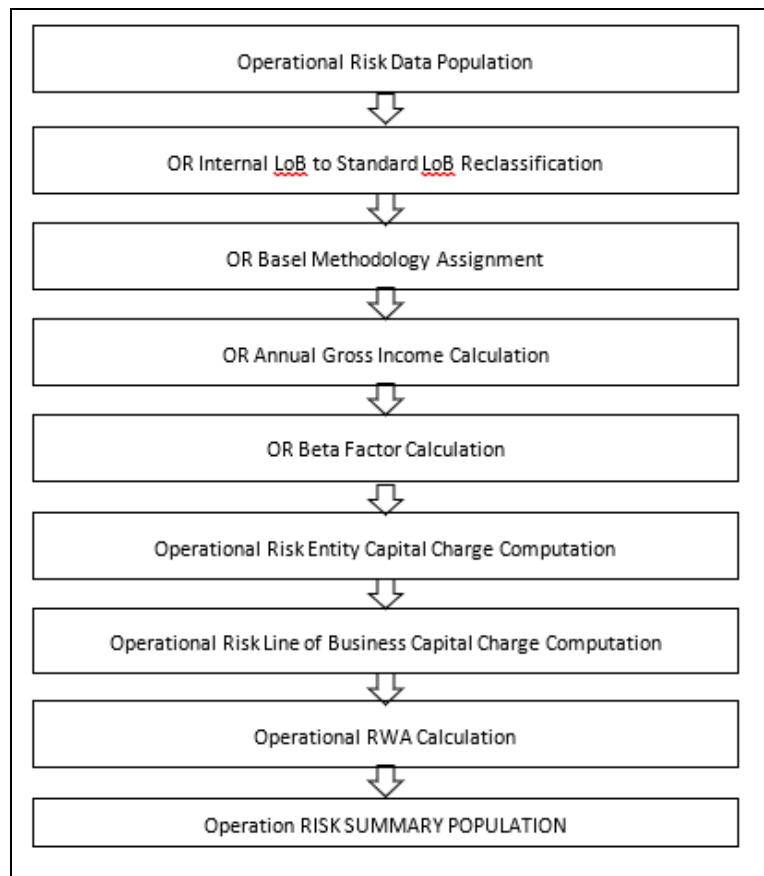 Operational Risk Data Population
OR Internal LoB to Standard LoB Reclassification
OR Basel Methodology Assignment
OR Annual Gross Income Calculation
OR Beta Factor Calculation
Operational Risk Entity Capital Charge Computation
Operational Risk Line of Business Capital Charge Computation
Operational RWA Calculation
Operation RISK SUMMARY POPULATION